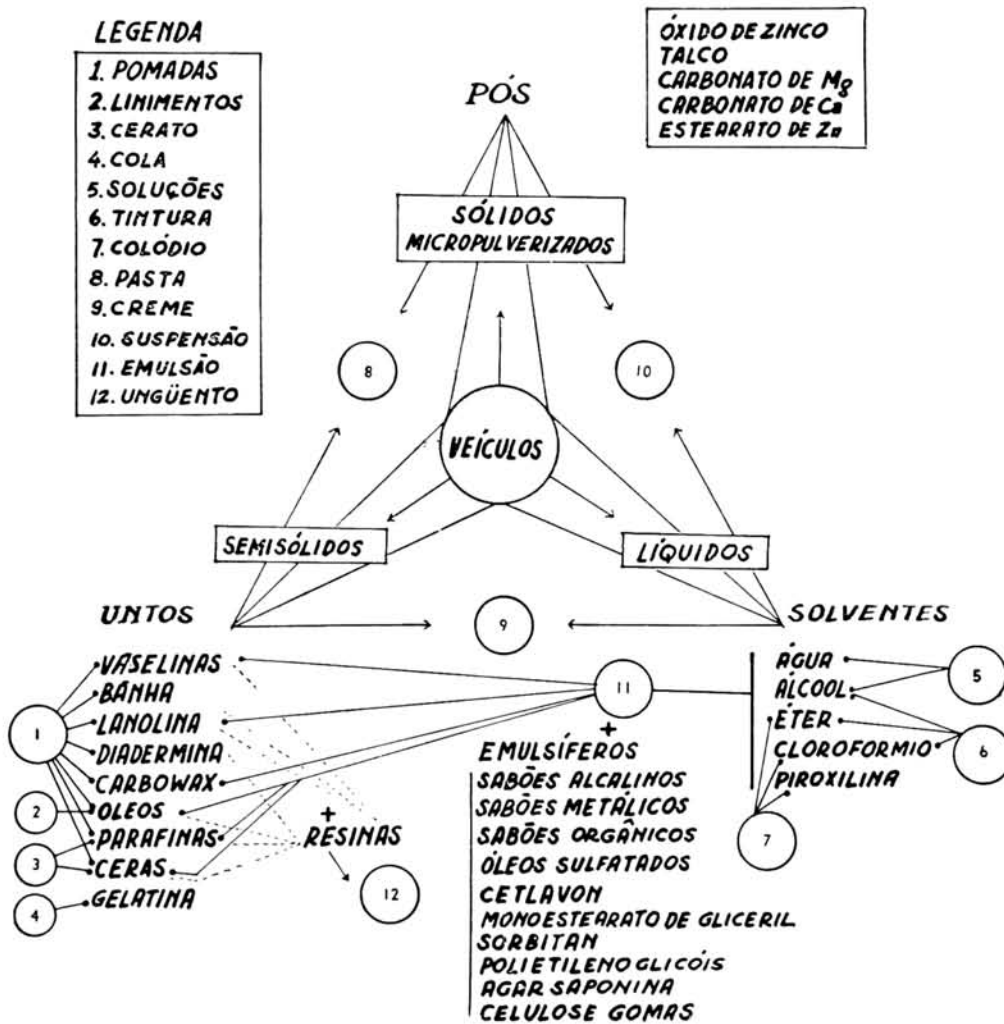 LEGENDA
1. POMADAS
2. LINIMENTOS
3. CERATO
4. COLA
5. SOLUÇÕES
6. TINTURA
7. COLÓDIO
8. PASTA
9. CREME
10. SUSPENSÃO
11. EMULSÃO
12. UNGÜENTO
ÓXIDO DE ZINCO
TALCO
CARBONATO DE Mg
CARBONATO DE Ca
ESTEARATO DE Zn
PÓS
SÓLIDOS
MICROPULVERIZADOS
8
10
VEÍCULOS
SEMISÓLIDOS
LÍQUIDOS
UNTOS
9
SOLVENTES
VASELINAS
BANHA
LANOLINA
DIADERMINA
CARBOWAX
OLEOS
PARAFINAS
CERAS
GELATINA
1
2
3
4
+
RESINAS
12
11
+
EMULSÍFEROS
SABÕES ALCALINOS
SABÕES METÁLICOS
SABÕES ORGÂNICOS
ÓLEOS SULFATADOS
CETLAVON
MONOESTEARATO DE GLICERIL
SORBITAN
POLIETILENO GLICÓIS
AGAR SAPONINA
CELULOSE GOMAS
ÁGUA
ÁLCOOL
ÉTER
CLOROFORMIO
PIROXILINA
5
6
7